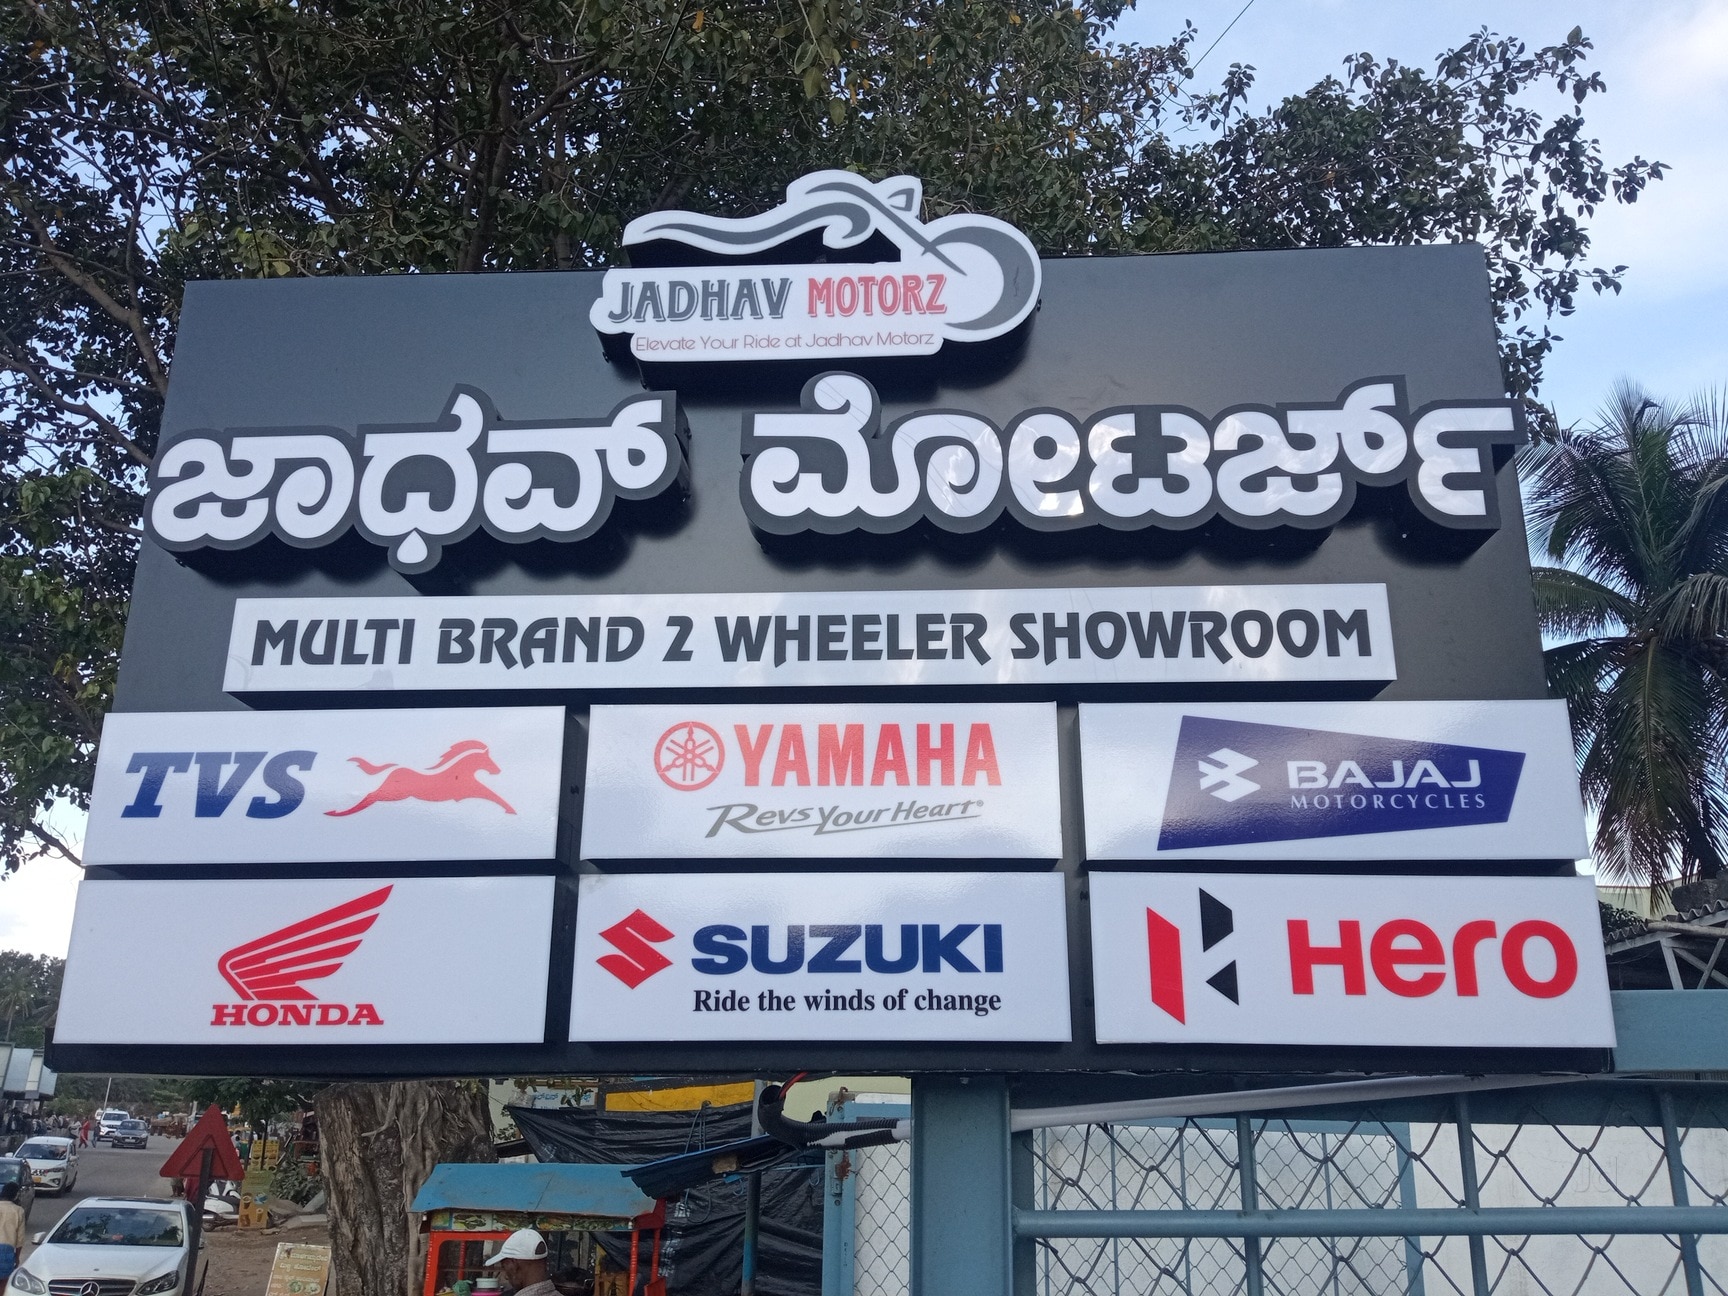 JADHAV MOTORZ
Elevate Your Ride at Jadhav Motorz
ಜಾಧವ್ ಮೋಟರ್ಜ್
MULTI BRAND 2 WHEELER SHOWROOM
TVS
YAMAHA
Revs Your Heart®
BAJAJ
MOTORCYCLES
HONDA
SUZUKI
Ride the winds of change
Hero